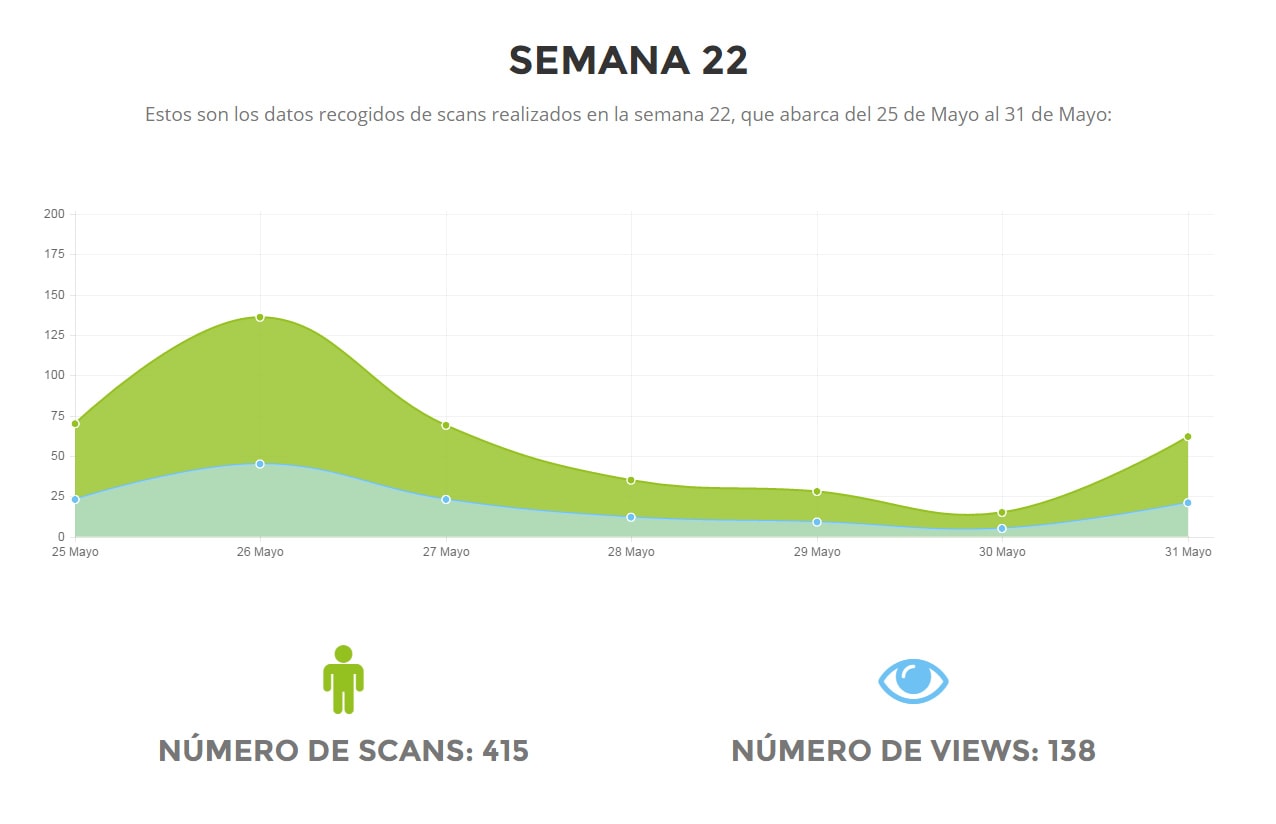 SEMANA 22
Estos son los datos recogidos de scans realizados en la semana 22, que abarca del 25 de Mayo al 31 de Mayo:
200
175
150
125
100
75
50
25
0
25 Mayo 26 Mayo 27 Mayo 28 Mayo 29 Mayo 30 Mayo 31 Mayo
NÚMERO DE SCANS: 415 NÚMERO DE VIEWS: 138